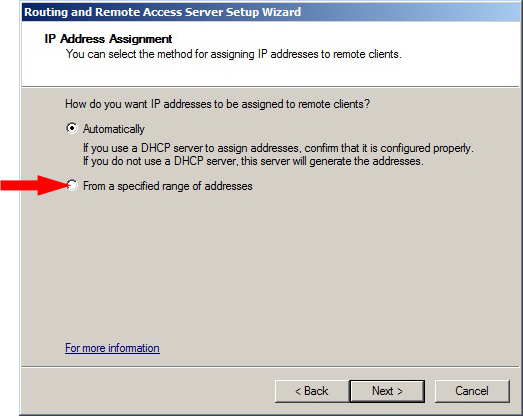 Routing and Remote Access Server Setup Wizard
IP Address Assignment
You can select the method for assigning IP addresses to remote clients.
How do you want IP addresses to be assigned to remote clients?
Automatically
If you use a DHCP server to assign addresses, confirm that it is configured properly.
If you do not use a DHCP server, this server will generate the addresses.
From a specified range of addresses
For more information
< Back Next > Cancel